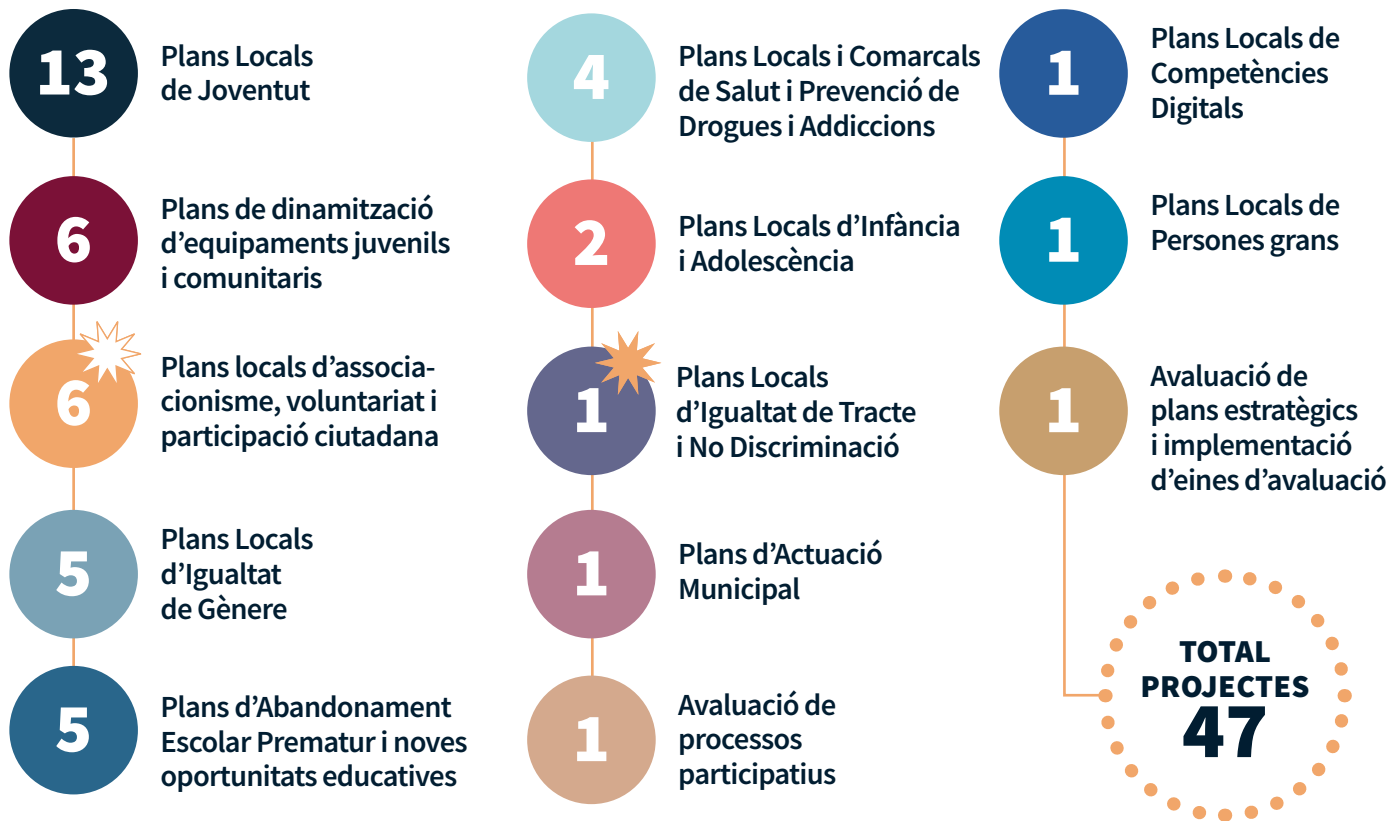 13
Plans Locals
de Joventut
6
Plans de dinamització
d’equipaments juvenils
i comunitaris
6
Plans locals d’associa-
cionisme, voluntariat i
participació ciutadana
5
Plans Locals
d’Igualtat
de Gènere
5
Plans d’Abandonament
Escolar Prematur i noves
oportunitats educatives
4
Plans Locals i Comarcals
de Salut i Prevenció de
Drogues i Addiccions
2
Plans Locals d’Infància
i Adolescència
1
Plans Locals
d’Igualtat de Tracte
i No Discriminació
1
Plans d’Actuació
Municipal
1
Avaluació de
processos
participatius
1
Plans Locals de
Competències
Digitals
1
Plans Locals de
Persones grans
1
Avaluació de
plans estratègics
i implementació
d’eines d’avaluació
TOTAL
PROJECTES
47